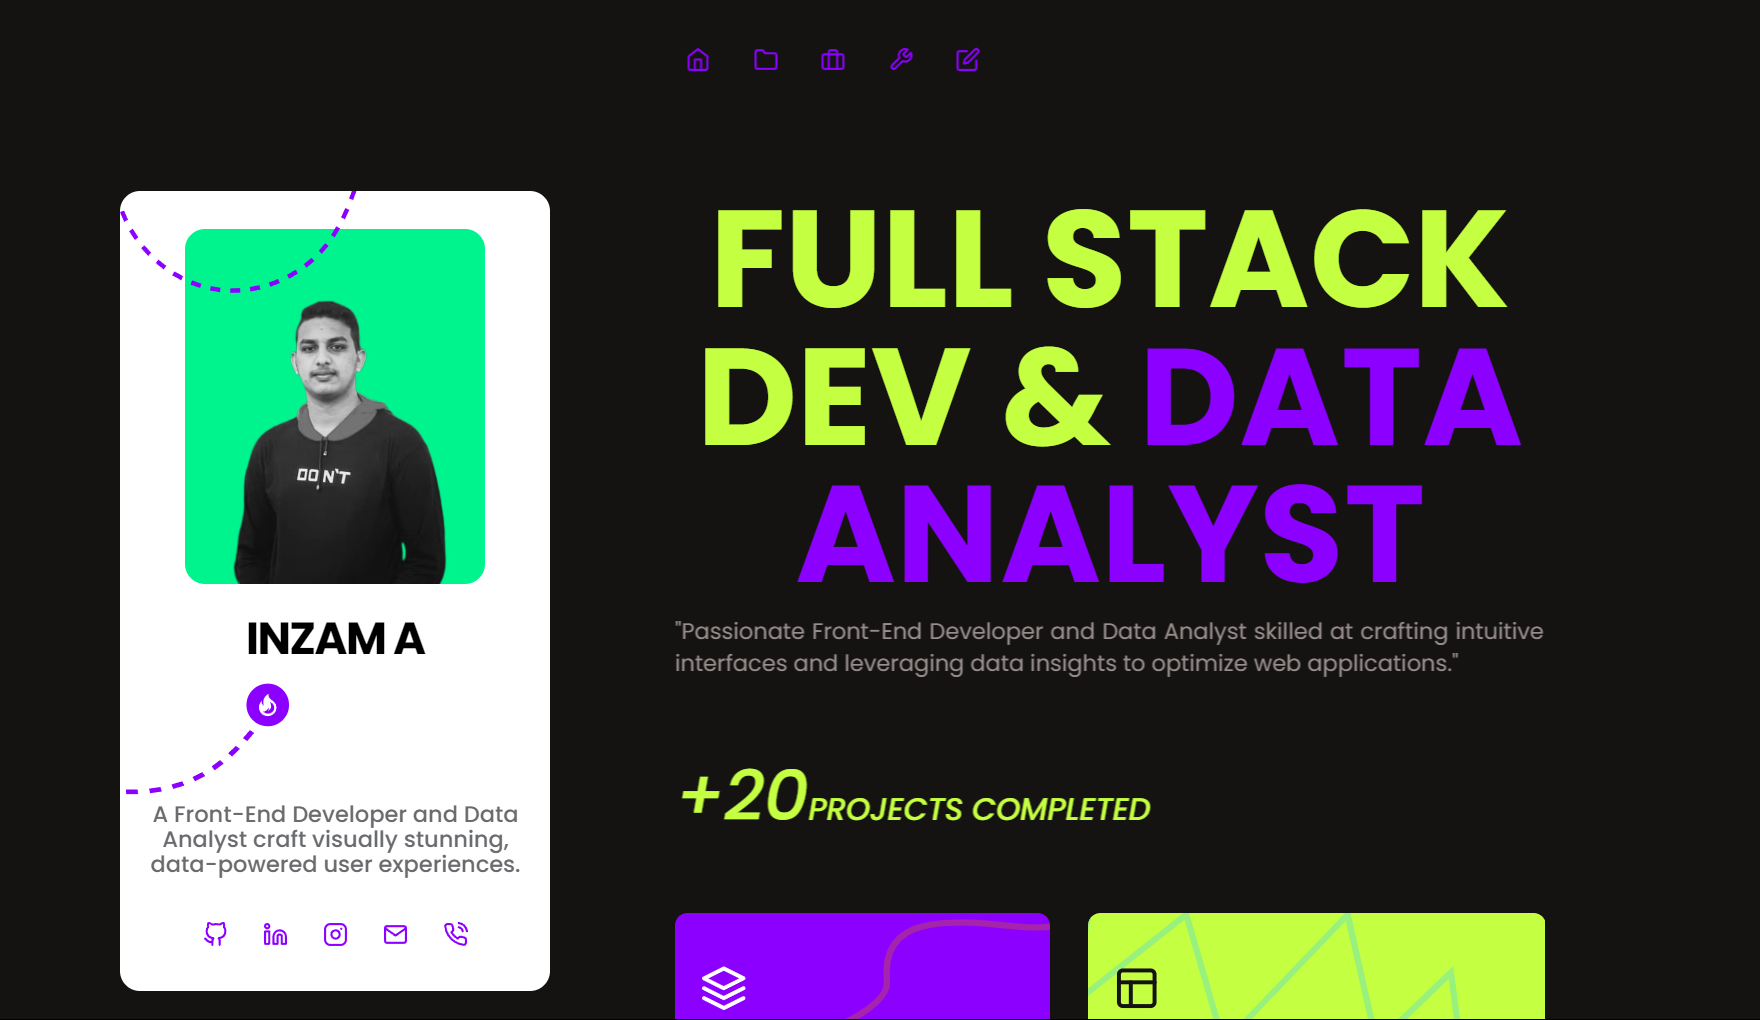 DON'T
INZAM A
A Front-End Developer and Data
Analyst craft visually stunning,
data-powered user experiences.
FULL STACK
DEV & DATA
ANALYST
"Passionate Front-End Developer and Data Analyst skilled at crafting intuitive
interfaces and leveraging data insights to optimize web applications."
+20 PROJECTS COMPLETED